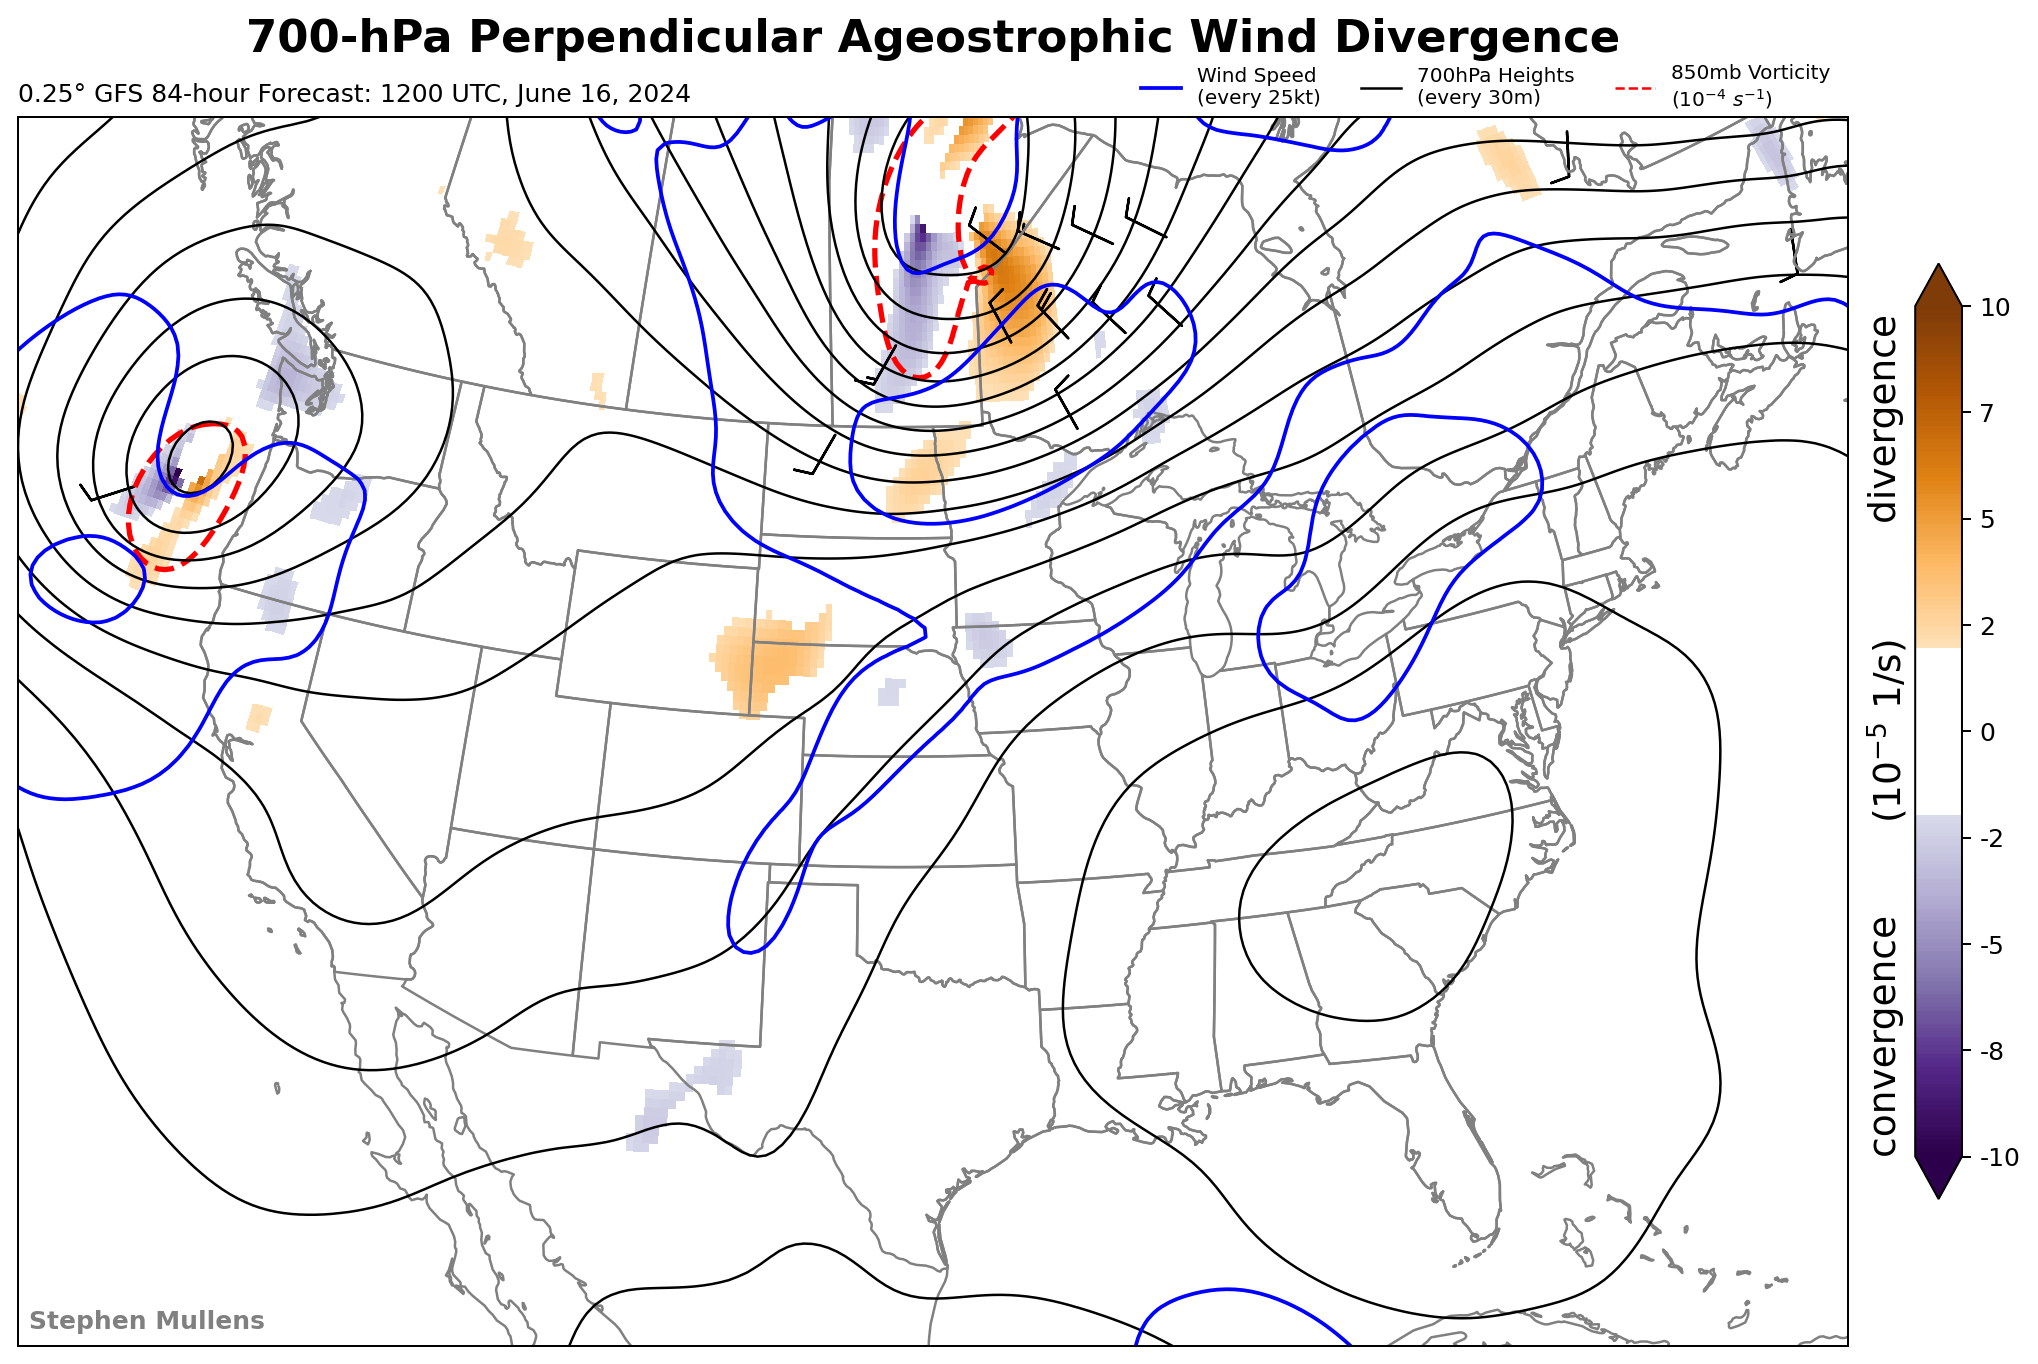 700-hPa Perpendicular Ageostrophic Wind Divergence
0.25° GFS 84-hour Forecast: 1200 UTC, June 16, 2024
Wind Speed
(every 25kt)
700hPa Heights
(every 30m)
850mb Vorticity
(10⁻⁴ s⁻¹)
10
7
5
2
0
-2
-5
-8
-10
convergence (10⁻⁵ 1/s) divergence
Stephen Mullens